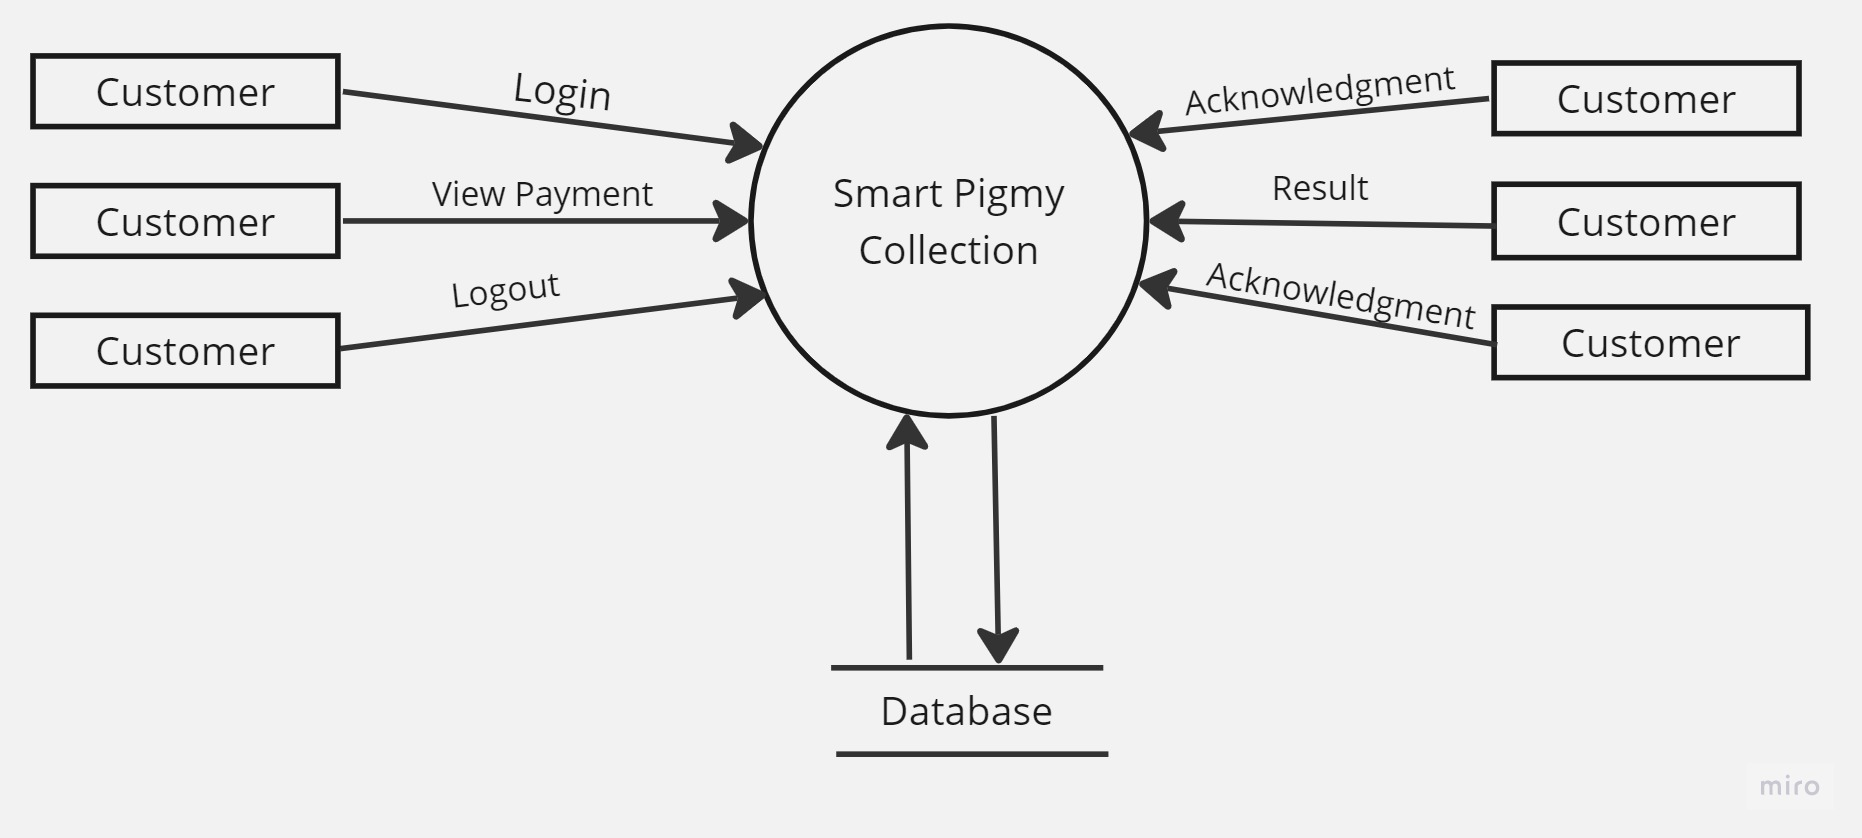 Customer
Login
Customer
View Payment
Customer
Logout
Smart Pigmy
Collection
Acknowledgment
Customer
Result
Customer
Acknowledgment
Customer
Database
miro